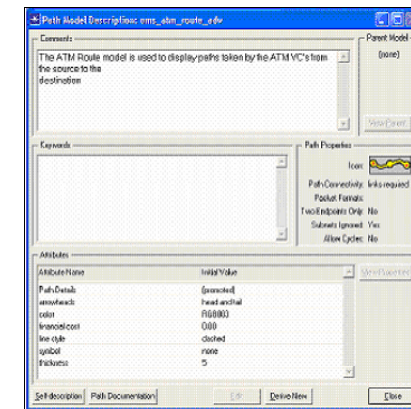 Path Model Description: ems_atm_route_adv
Comments
The ATM Route model is used to display paths taken by the ATM VC's from
the source to the
destination
Parent Model
(none)
View Parent
Keywords
Path Properties
Icon:
Path Connectivity: links required
Packet Formats:
Two Endpoints Only: No
Subnets Ignored: Yes
Allow Cycles: No
Attributes
Attribute Name Initial Value
Path Details (promoted)
arrowheads head and tail
color
financial cost 0.00
line style dashed
symbol none
thickness 5
View Properties
Self-description Path Documentation Edit Derive New Close